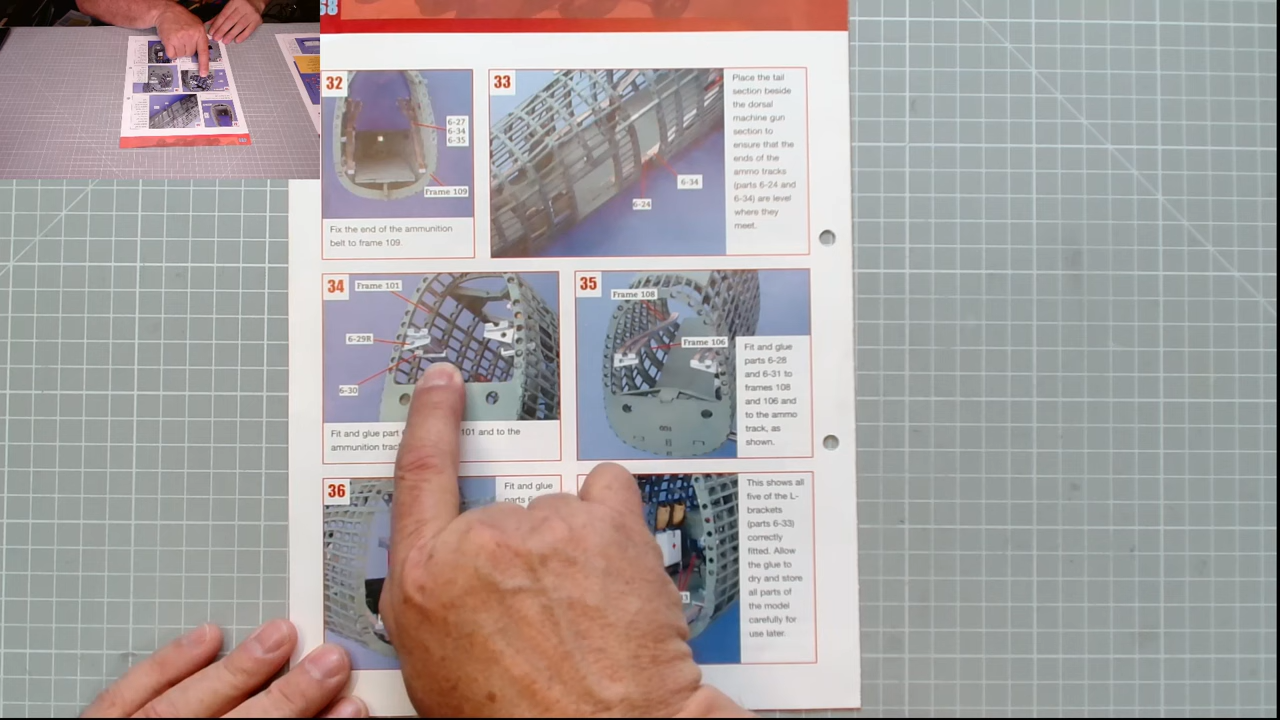 68
32
6-27
6-34
6-35
Frame 109
Fix the end of the ammunition
belt to frame 109.
33
6-34
6-24
Place the tail
section beside
the dorsal
machine gun
section to
ensure that the
ends of the
ammo tracks
(parts 6-24 and
6-34) are level
where they
meet.
34
Frame 101
6-29R
6-30
Fit and glue part
101 and to the
ammunition
35
Frame 108
Frame 106
Fit and glue
parts 6-28
and 6-31 to
frames 108
and 106 and
to the ammo
track, as
shown.
36
Fit and glue
parts
This shows all
five of the L-
brackets
(parts 6-33)
correctly
fitted. Allow
the glue to
dry and store
all parts of
the model
carefully for
use later.